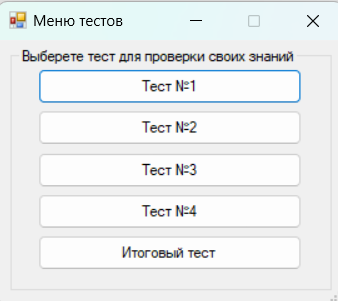 Меню тестов
Выберете тест для проверки своих знаний
Тест №1
Тест №2
Тест №3
Тест №4
Итоговый тест